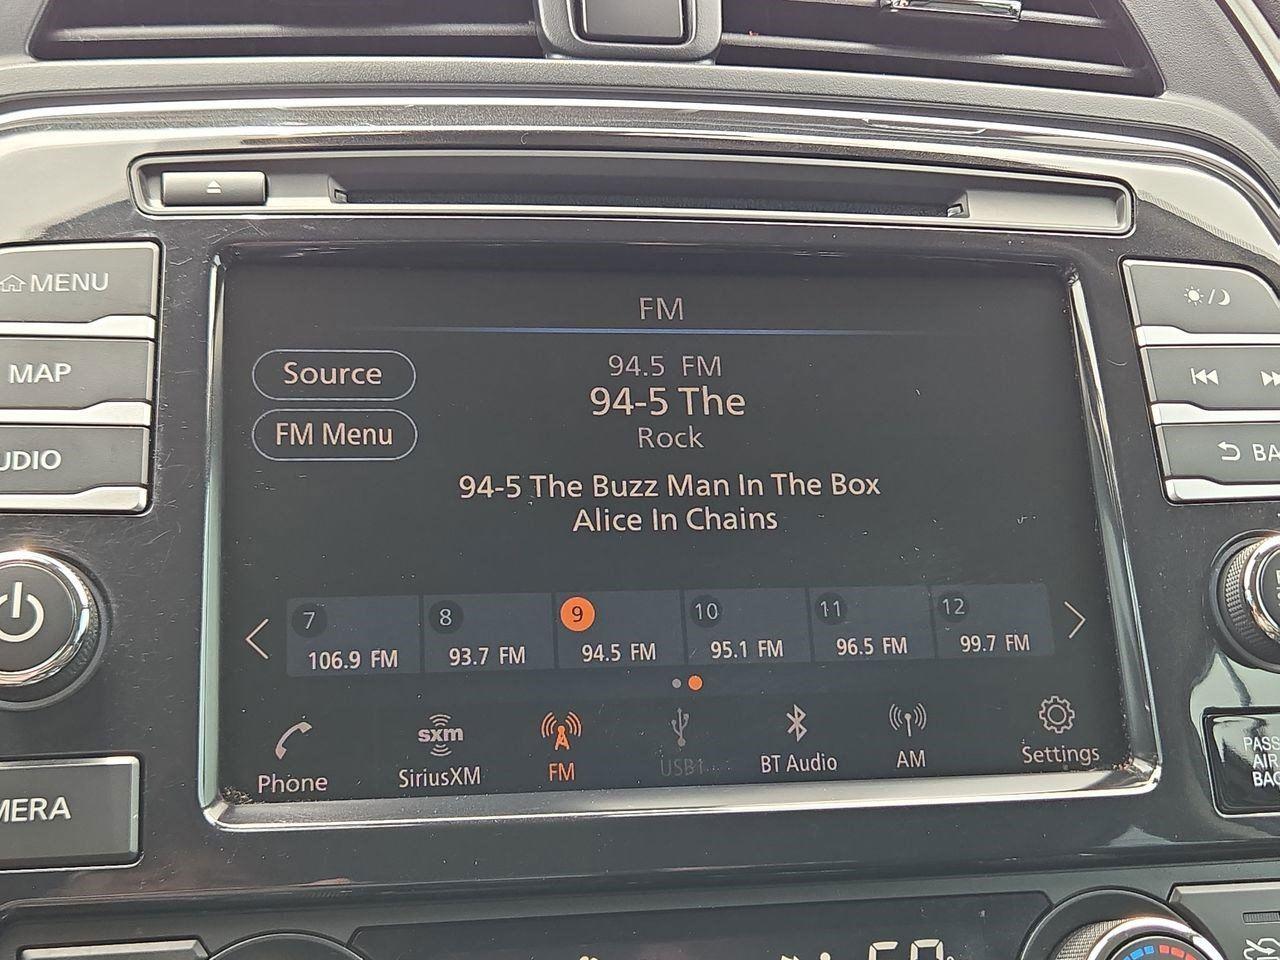 MENU
MAP
UDIO
MERA
FM
Source
FM Menu
94.5 FM
94-5 The
Rock
94-5 The Buzz Man In The Box
Alice In Chains
7 106.9 FM
8 93.7 FM
9 94.5 FM
10 95.1 FM
11 96.5 FM
12 99.7 FM
Phone
sxm
SiriusXM
FM
USB1
BT Audio
AM
Settings
BA
PASS
AIR
BAG